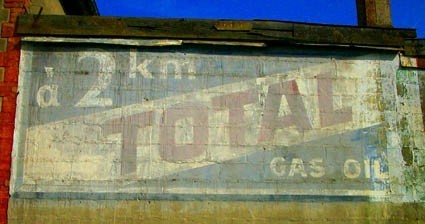 à 2 km
TOTAL
GAS OIL